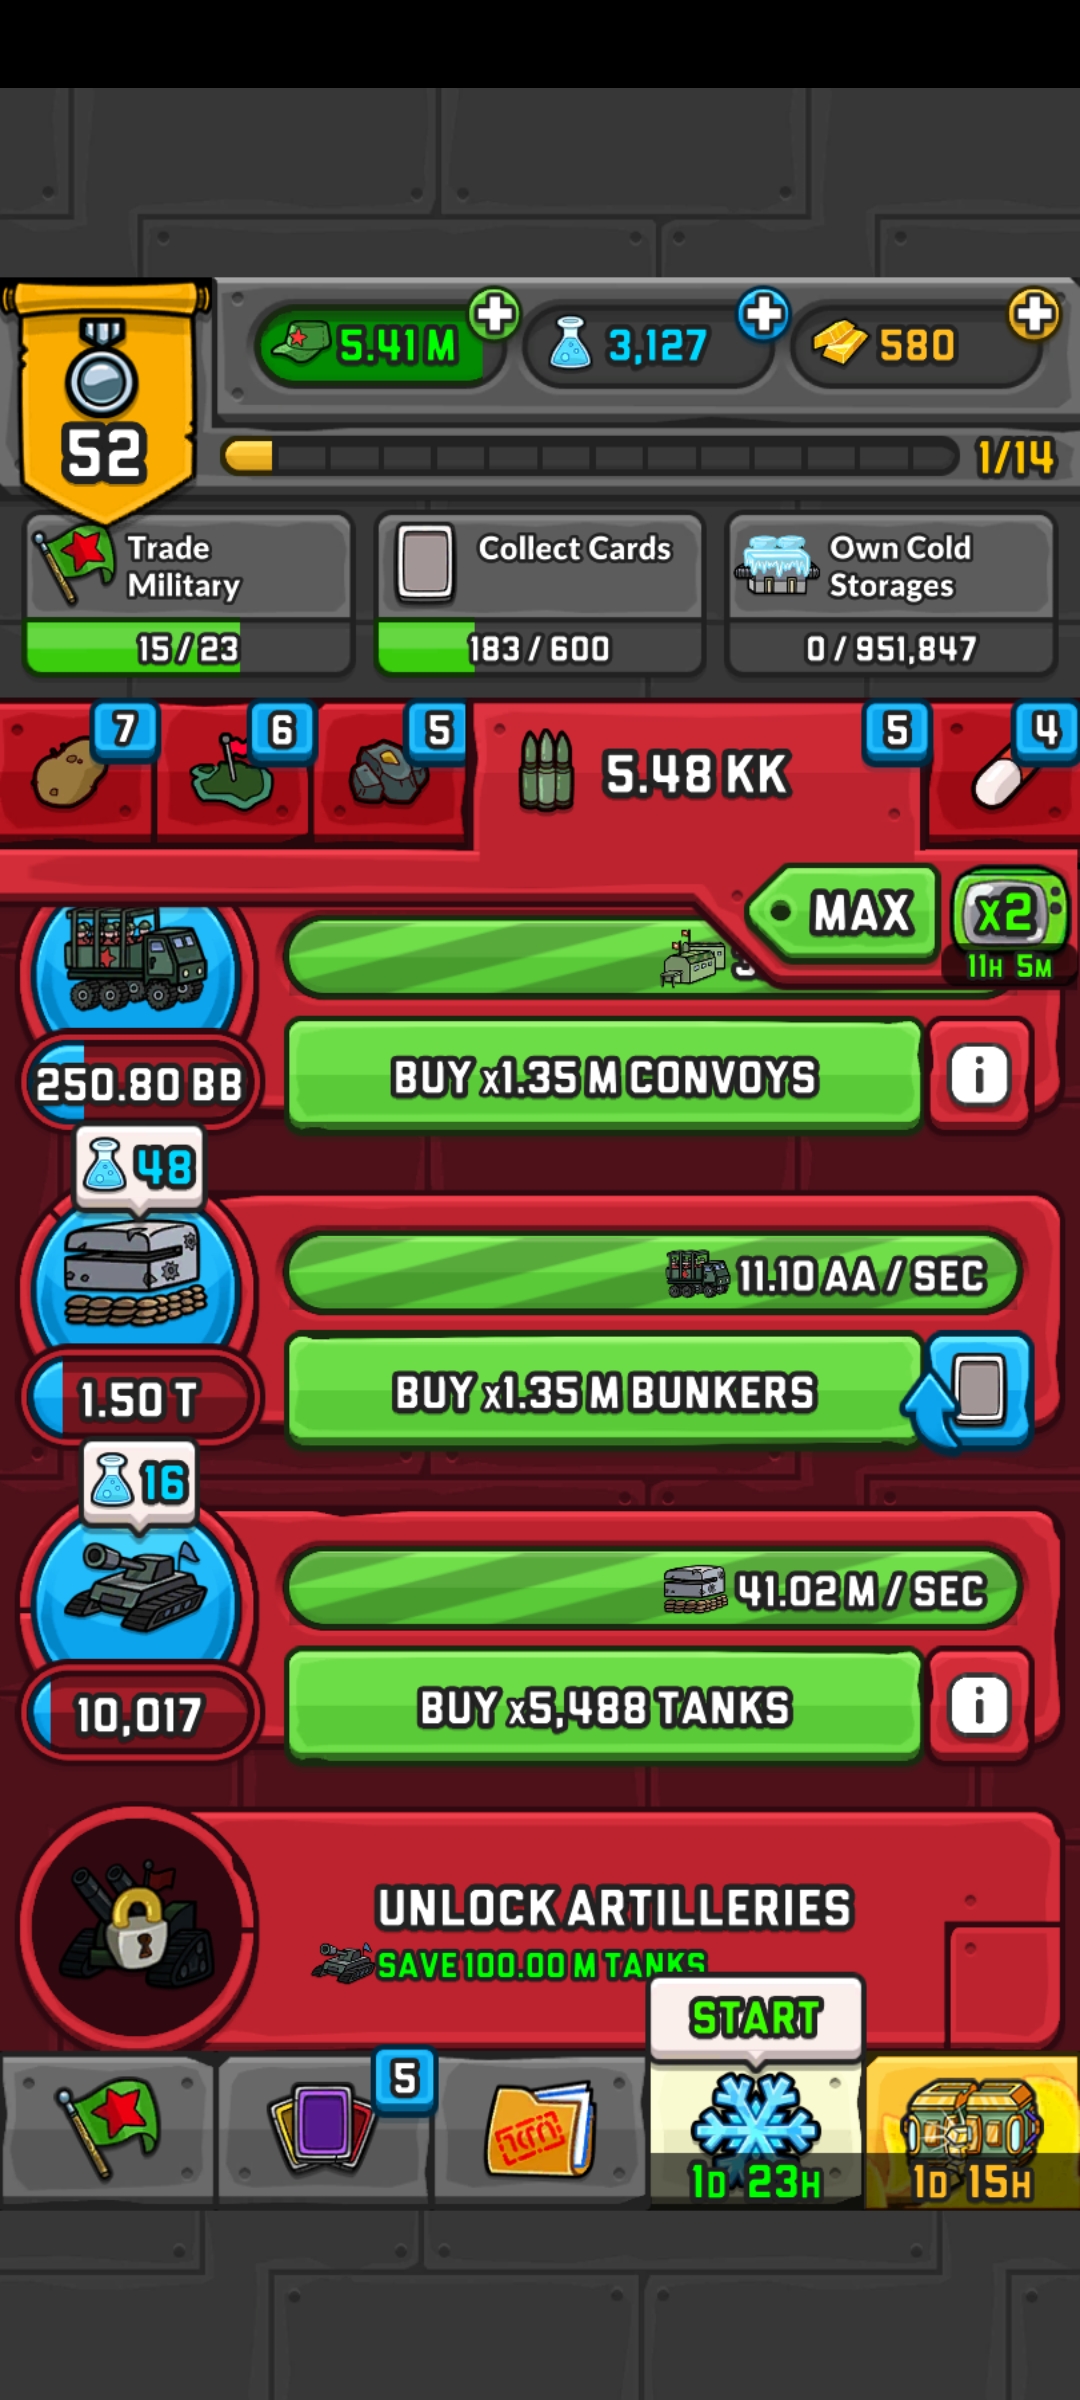 5.41 M
3,127
580
52
1/14
Trade
Military
Collect Cards
Own Cold
Storages
15 / 23
183 / 600
0 / 951,847
7
6
5
5.48 KK
5
4
MAX
x2
11H 5M
250.80 BB
BUY x1.35 M CONVOYS
i
48
11.10 AA / SEC
1.50 T
BUY x1.35 M BUNKERS
16
41.02 M / SEC
10,017
BUY x5,488 TANKS
i
UNLOCK ARTILLERIES
SAVE 100.00 M TANKS
START
5
1D 23H
1D 15H